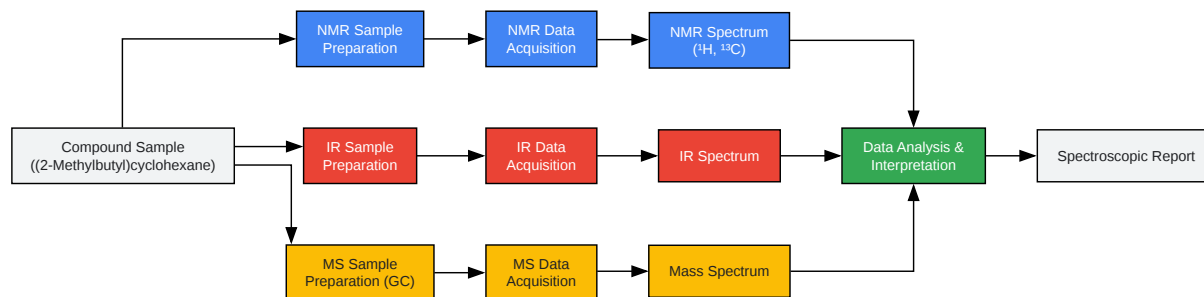 NMR Sample
Preparation
NMR Data
Acquisition
NMR Spectrum
(¹H, ¹³C)
Compound Sample
((2-Methylbutyl)cyclohexane)
IR Sample
Preparation
IR Data
Acquisition
IR Spectrum
Data Analysis &
Interpretation
Spectroscopic Report
MS Sample
Preparation (GC)
MS Data
Acquisition
Mass Spectrum